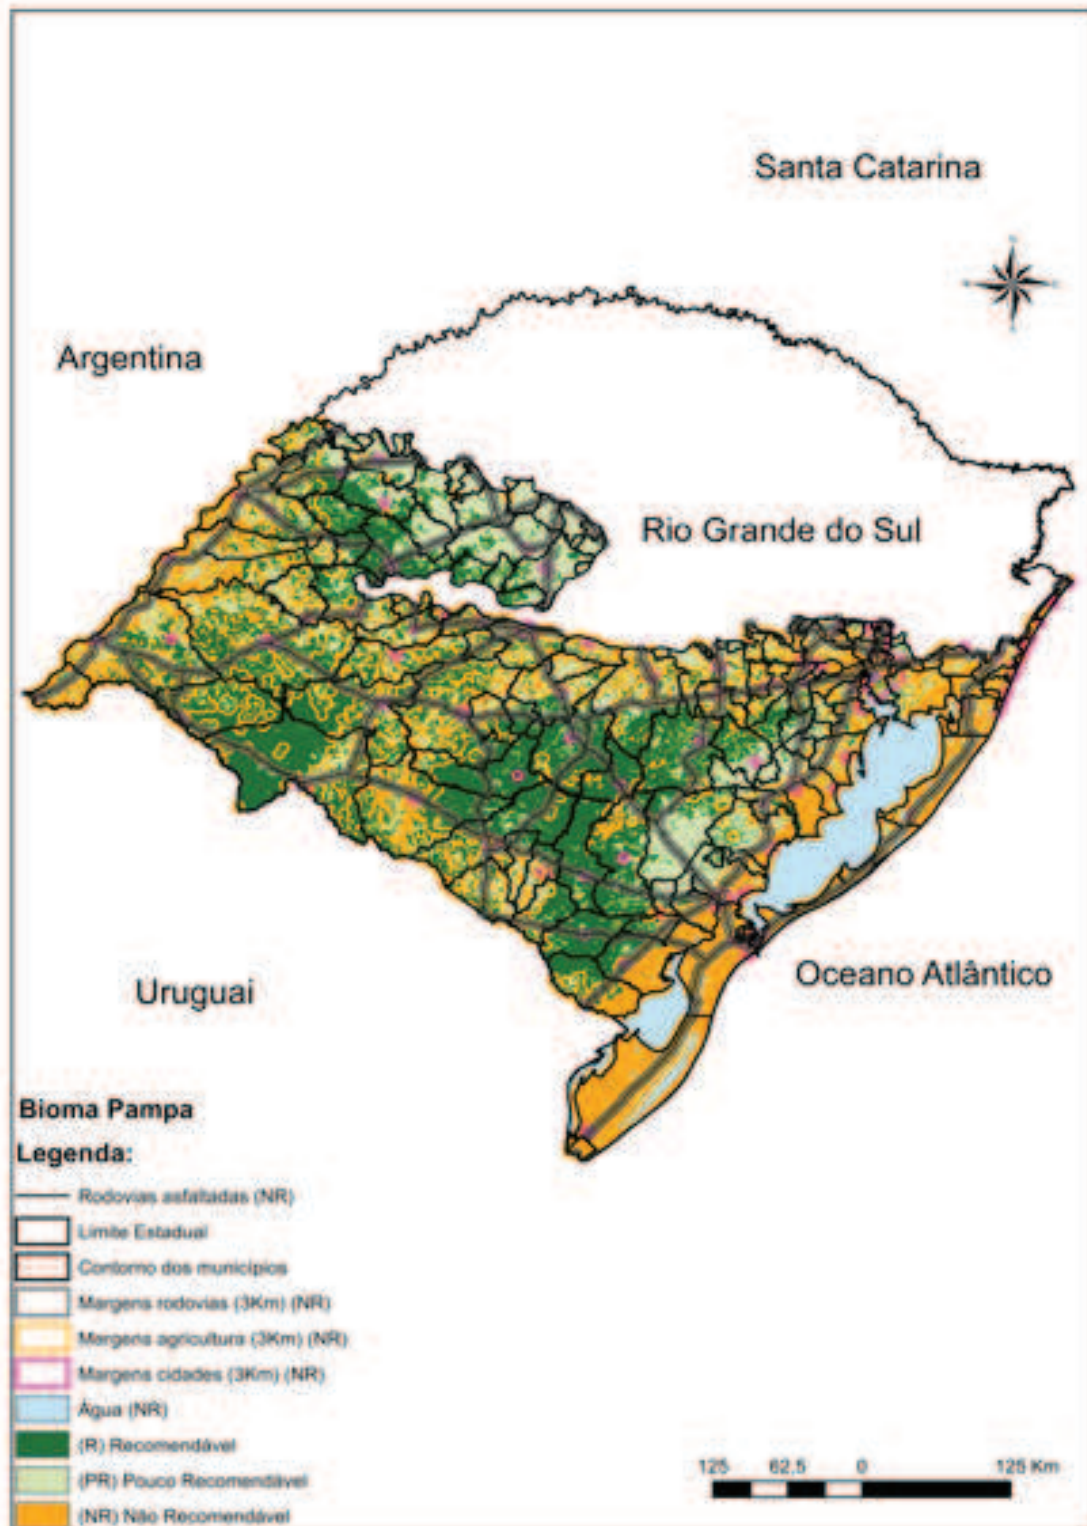 Santa Catarina
Argentina
Rio Grande do Sul
Uruguai
Oceano Atlântico
Bioma Pampa
Legenda:
Rodovias asfaltadas (NR)
Limite Estadual
Contorno dos municípios
Margens rodovias (3Km) (NR)
Mergens agricultura (3Km) (NR)
Margens cidades (3Km) (NR)
Água (NR)
(R) Recomendável
(PR) Pouco Recomendável
(NR) Não Recomendável
125 62.5 0 125 Km